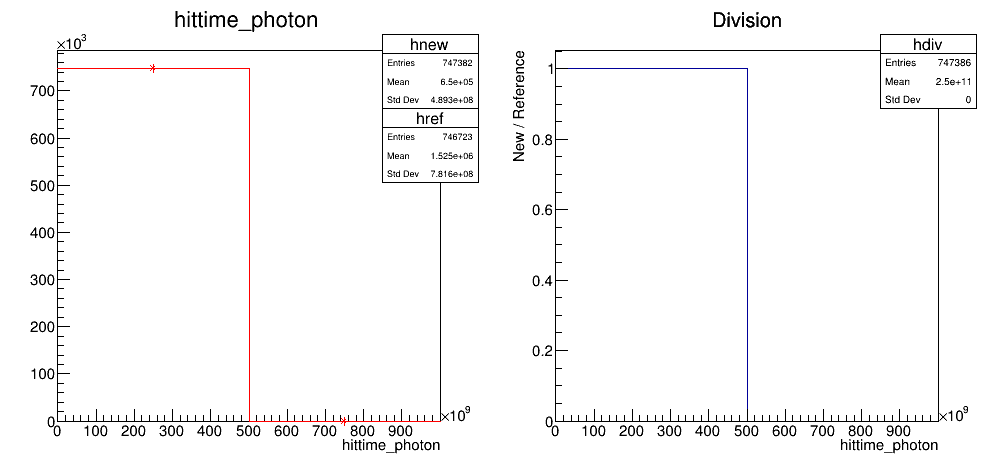 hittime_photon
×10³
hnew
Entries 747382
Mean 6.5e+05
Std Dev 4.893e+08
href
Entries 746723
Mean 1.525e+06
Std Dev 7.816e+08
700
600
500
400
300
200
100
0
0 100 200 300 400 500 600 700 800 900
×10⁹
hittime_photon
Division
New / Reference
hdiv
Entries 747386
Mean 2.5e+11
Std Dev 0
1
0.8
0.6
0.4
0.2
0
0 100 200 300 400 500 600 700 800 900
×10⁹
hittime_photon